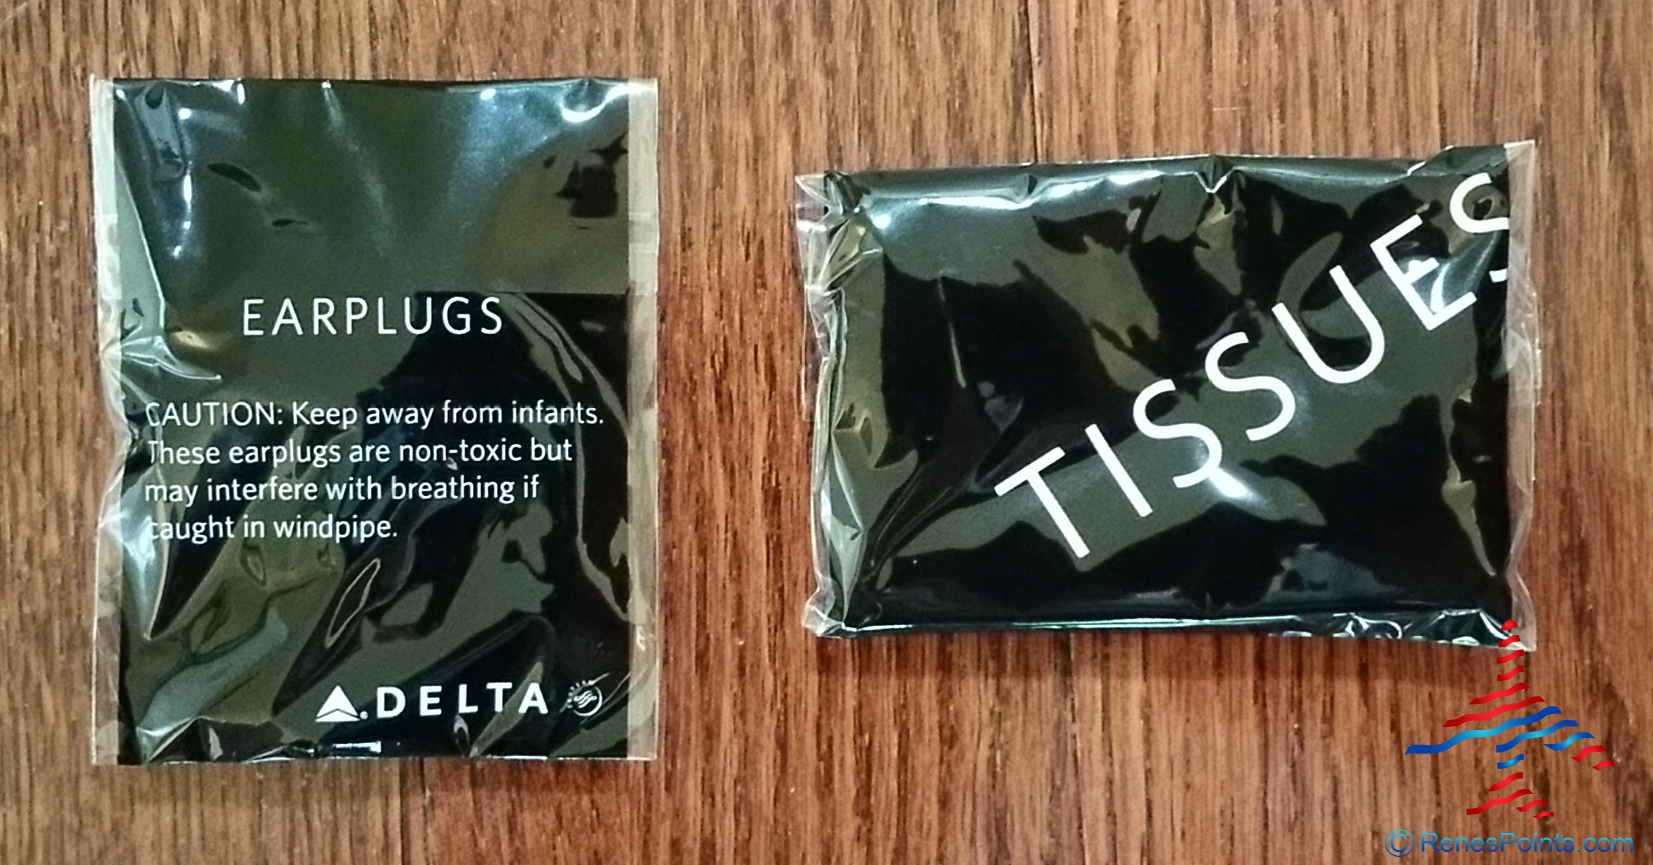 EARPLUGS
CAUTION: Keep away from infants.
These earplugs are non-toxic but
may interfere with breathing if
caught in windpipe.
DELTA
TISSUES
© RenesPoints.com